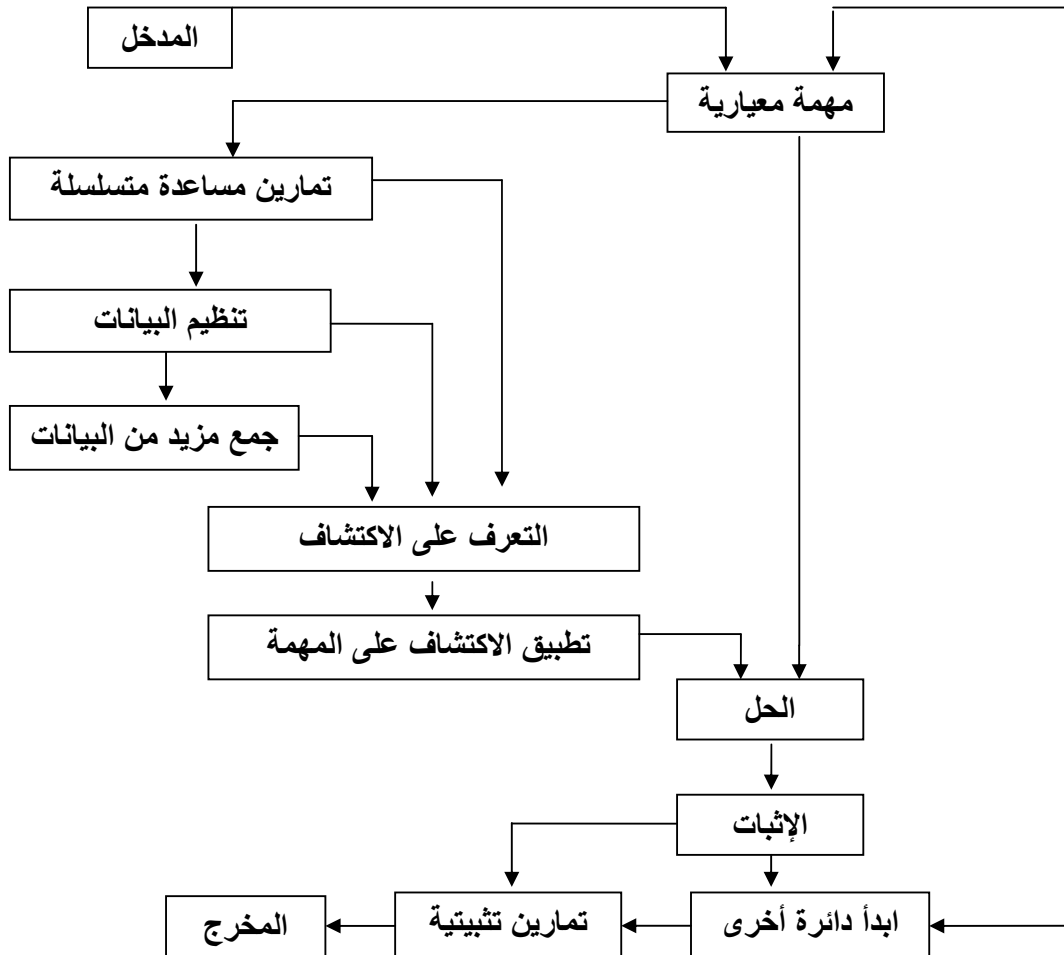 المدخل
مهمة معيارية
تمارين مساعدة متسلسلة
تنظيم البيانات
جمع مزيد من البيانات
التعرف على الاكتشاف
تطبيق الاكتشاف على المهمة
الحل
الإثبات
ابدأ دائرة أخرى
تمارين تثبيتية
المخرج